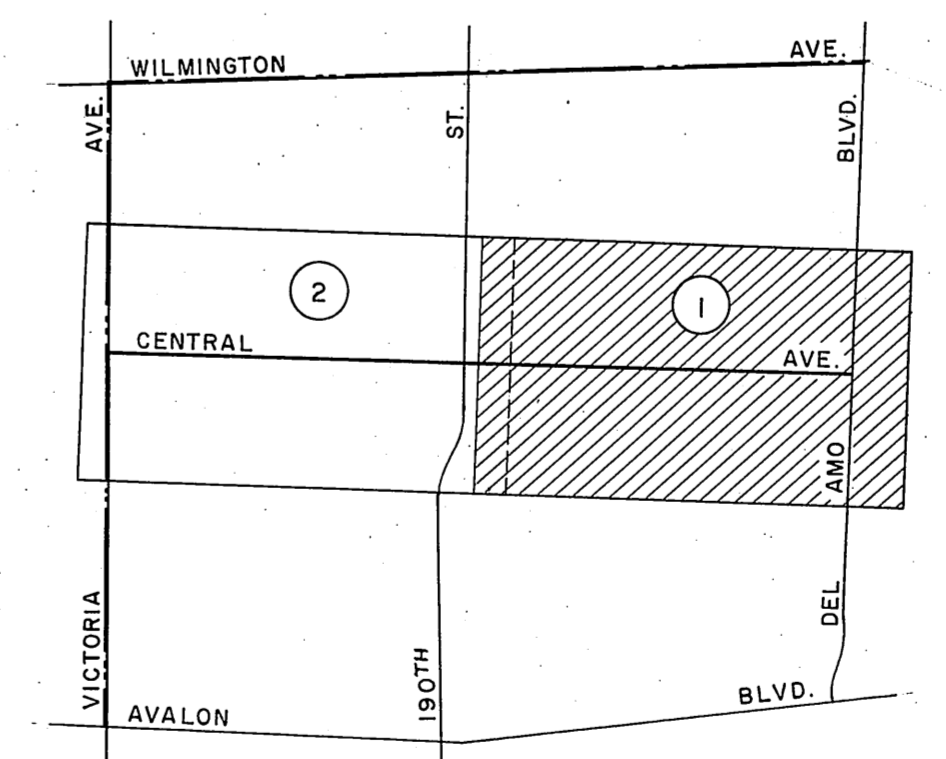 WILMINGTON AVE.
VICTORIA AVE.
190TH ST.
DEL AMO BLVD.
2
1
CENTRAL AVE.
AVALON BLVD.